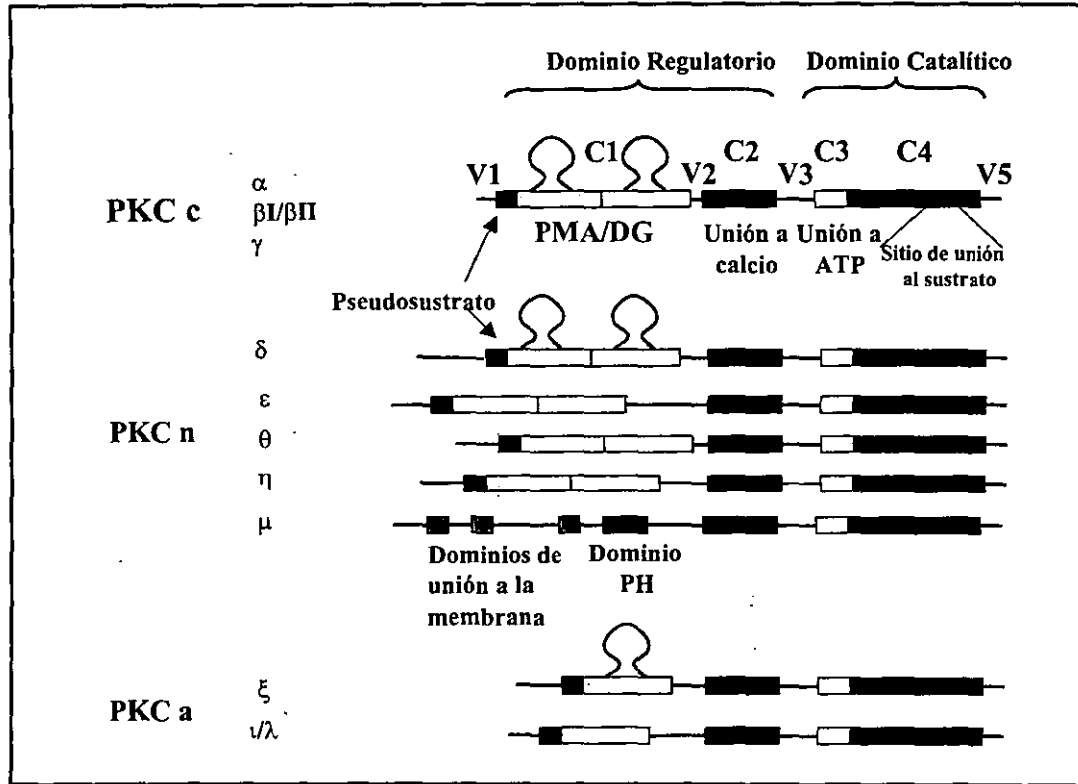 Dominio Regulatorio Dominio Catalítico
C1 C2 C3 C4
V1 V2 V3 V5
PKC c
α
βI/βII
γ
PMA/DG
Unión a
calcio
Unión a
ATP
Sitio de unión
al sustrato
Pseudosustrato
δ
ε
PKC n
θ
η
μ
Dominios de
unión a la
membrana
Dominio
PH
ξ
PKC a
ι/λ